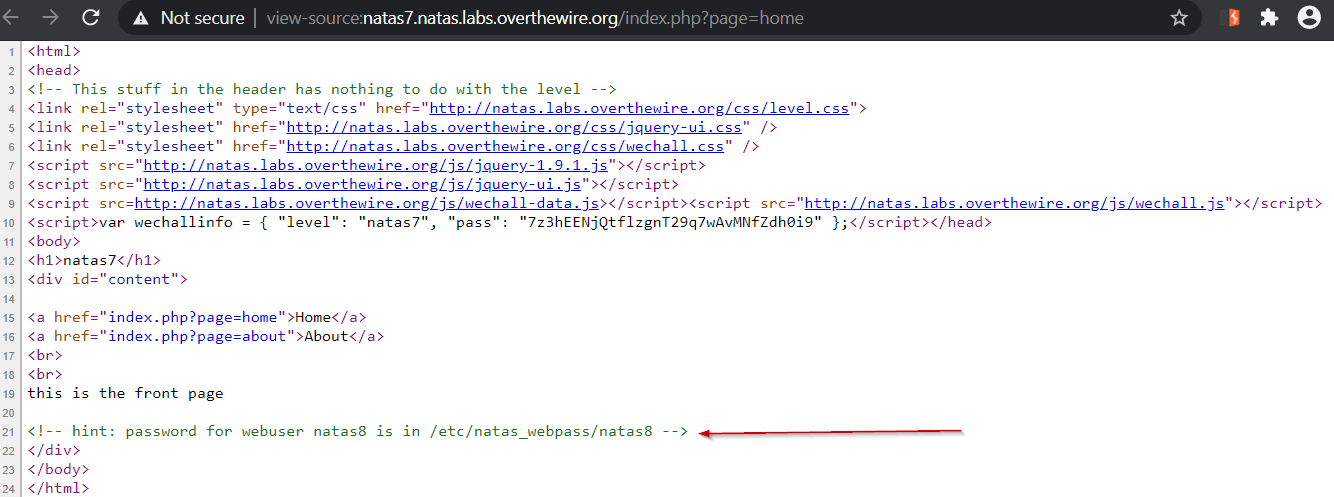 Not secure | view-source:natas7.natas.labs.overthewire.org/index.php?page=home
1 <html>
2 <head>
3 <!-- This stuff in the header has nothing to do with the level -->
4 <link rel="stylesheet" type="text/css" href="http://natas.labs.overthewire.org/css/level.css">
5 <link rel="stylesheet" href="http://natas.labs.overthewire.org/css/jquery-ui.css" />
6 <link rel="stylesheet" href="http://natas.labs.overthewire.org/css/wechall.css" />
7 <script src="http://natas.labs.overthewire.org/js/jquery-1.9.1.js"></script>
8 <script src="http://natas.labs.overthewire.org/js/jquery-ui.js"></script>
9 <script src=http://natas.labs.overthewire.org/js/wechall-data.js></script><script src="http://natas.labs.overthewire.org/js/wechall.js"></script>
10 <script>var wechallinfo = { "level": "natas7", "pass": "7z3hEENjQtflzgnT29q7wAvMNfZdh0i9" };</script></head>
11 <body>
12 <h1>natas7</h1>
13 <div id="content">
14
15 <a href="index.php?page=home">Home</a>
16 <a href="index.php?page=about">About</a>
17 <br>
18 <br>
19 this is the front page
20
21 <!-- hint: password for webuser natas8 is in /etc/natas_webpass/natas8 -->
22 </div>
23 </body>
24 </html>